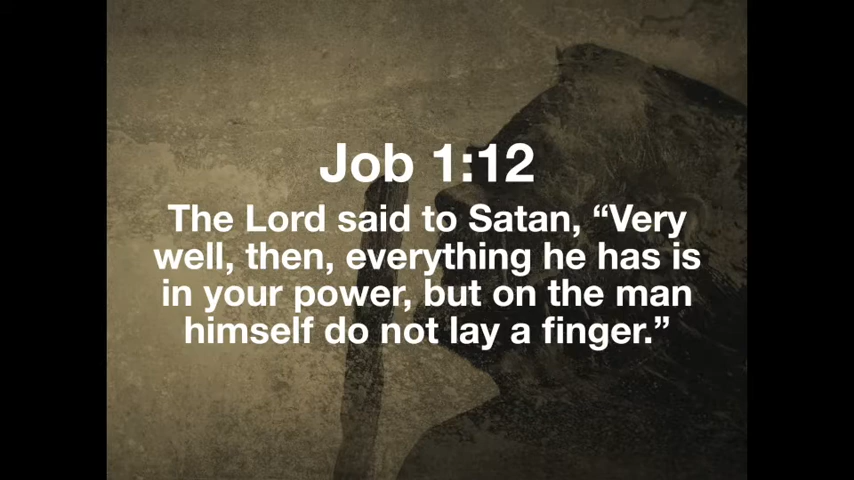 Job 1:12
The Lord said to Satan, “Very
well, then, everything he has is
in your power, but on the man
himself do not lay a finger.”